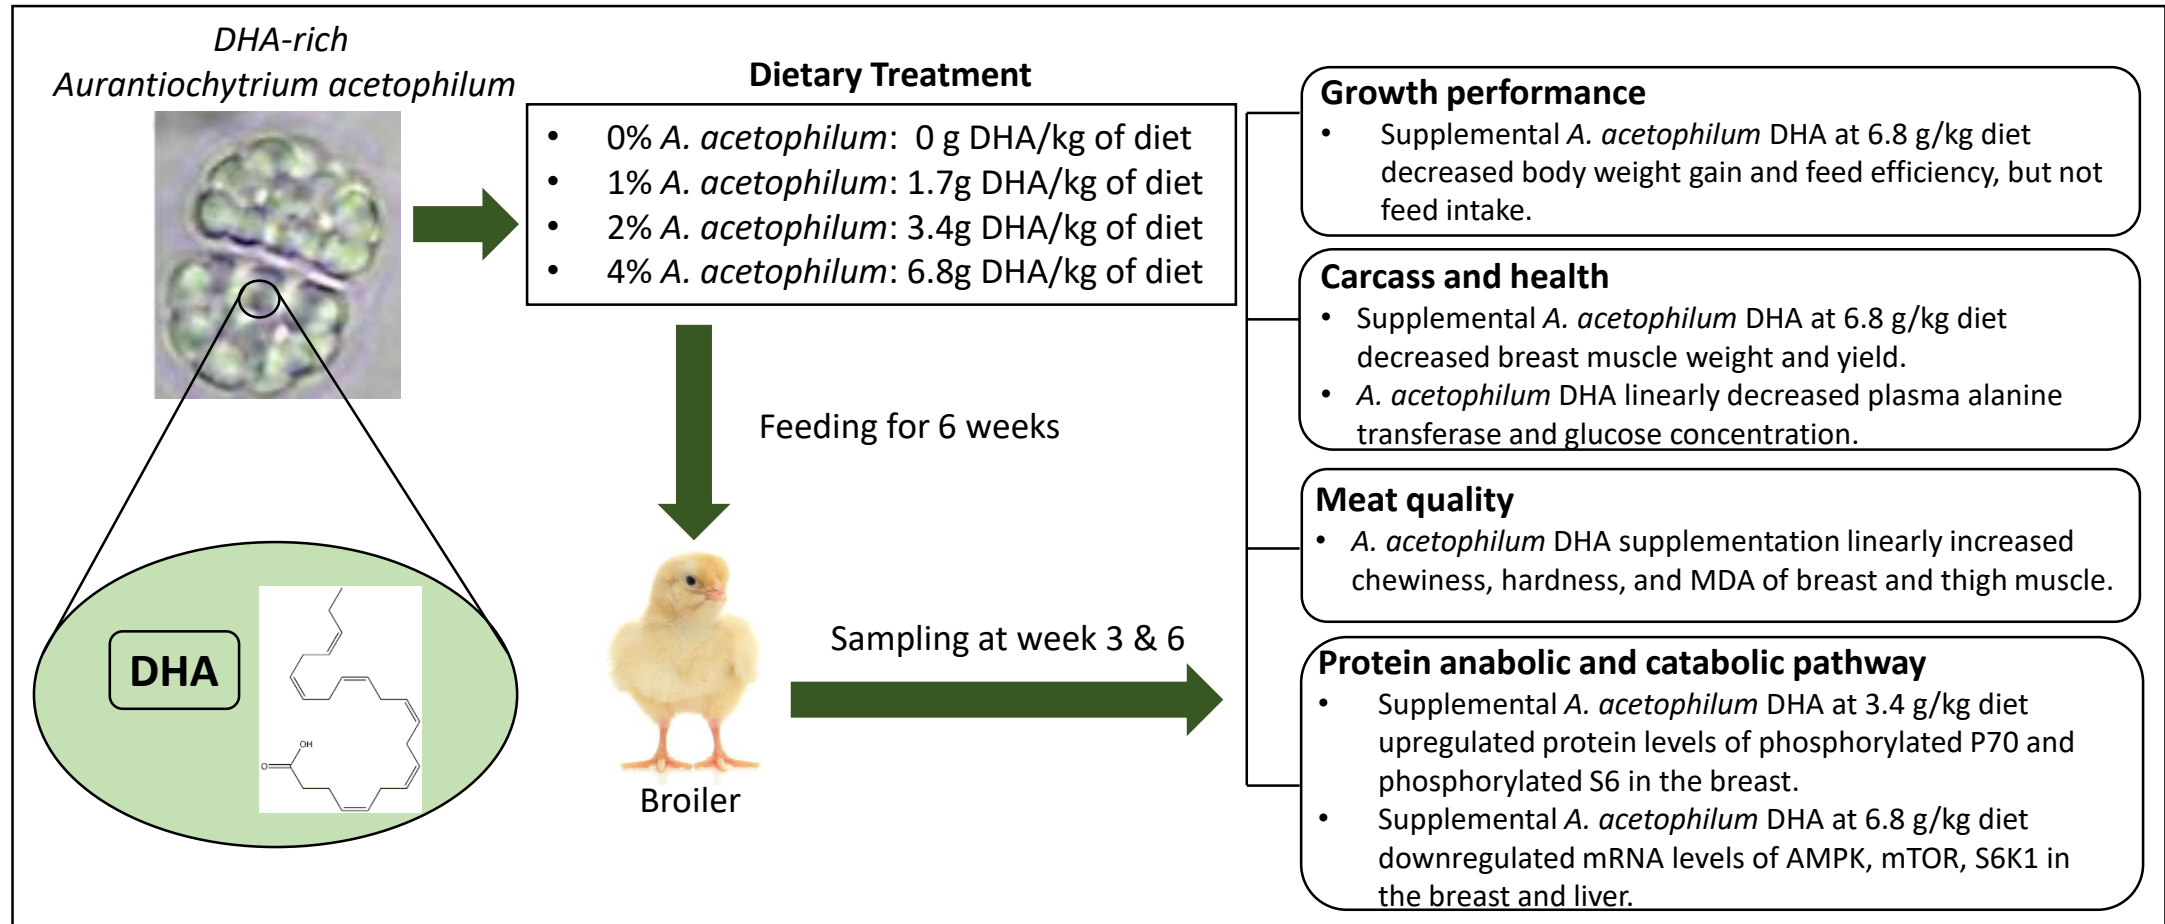 DHA-rich
Aurantiochytrium acetophilum
Dietary Treatment
• 0% A. acetophilum: 0 g DHA/kg of diet
• 1% A. acetophilum: 1.7g DHA/kg of diet
• 2% A. acetophilum: 3.4g DHA/kg of diet
• 4% A. acetophilum: 6.8g DHA/kg of diet
Feeding for 6 weeks
DHA
OH
O
Broiler
Sampling at week 3 & 6
Growth performance
• Supplemental A. acetophilum DHA at 6.8 g/kg diet
decreased body weight gain and feed efficiency, but not
feed intake.
Carcass and health
• Supplemental A. acetophilum DHA at 6.8 g/kg diet
decreased breast muscle weight and yield.
• A. acetophilum DHA linearly decreased plasma alanine
transferase and glucose concentration.
Meat quality
• A. acetophilum DHA supplementation linearly increased
chewiness, hardness, and MDA of breast and thigh muscle.
Protein anabolic and catabolic pathway
• Supplemental A. acetophilum DHA at 3.4 g/kg diet
upregulated protein levels of phosphorylated P70 and
phosphorylated S6 in the breast.
• Supplemental A. acetophilum DHA at 6.8 g/kg diet
downregulated mRNA levels of AMPK, mTOR, S6K1 in
the breast and liver.